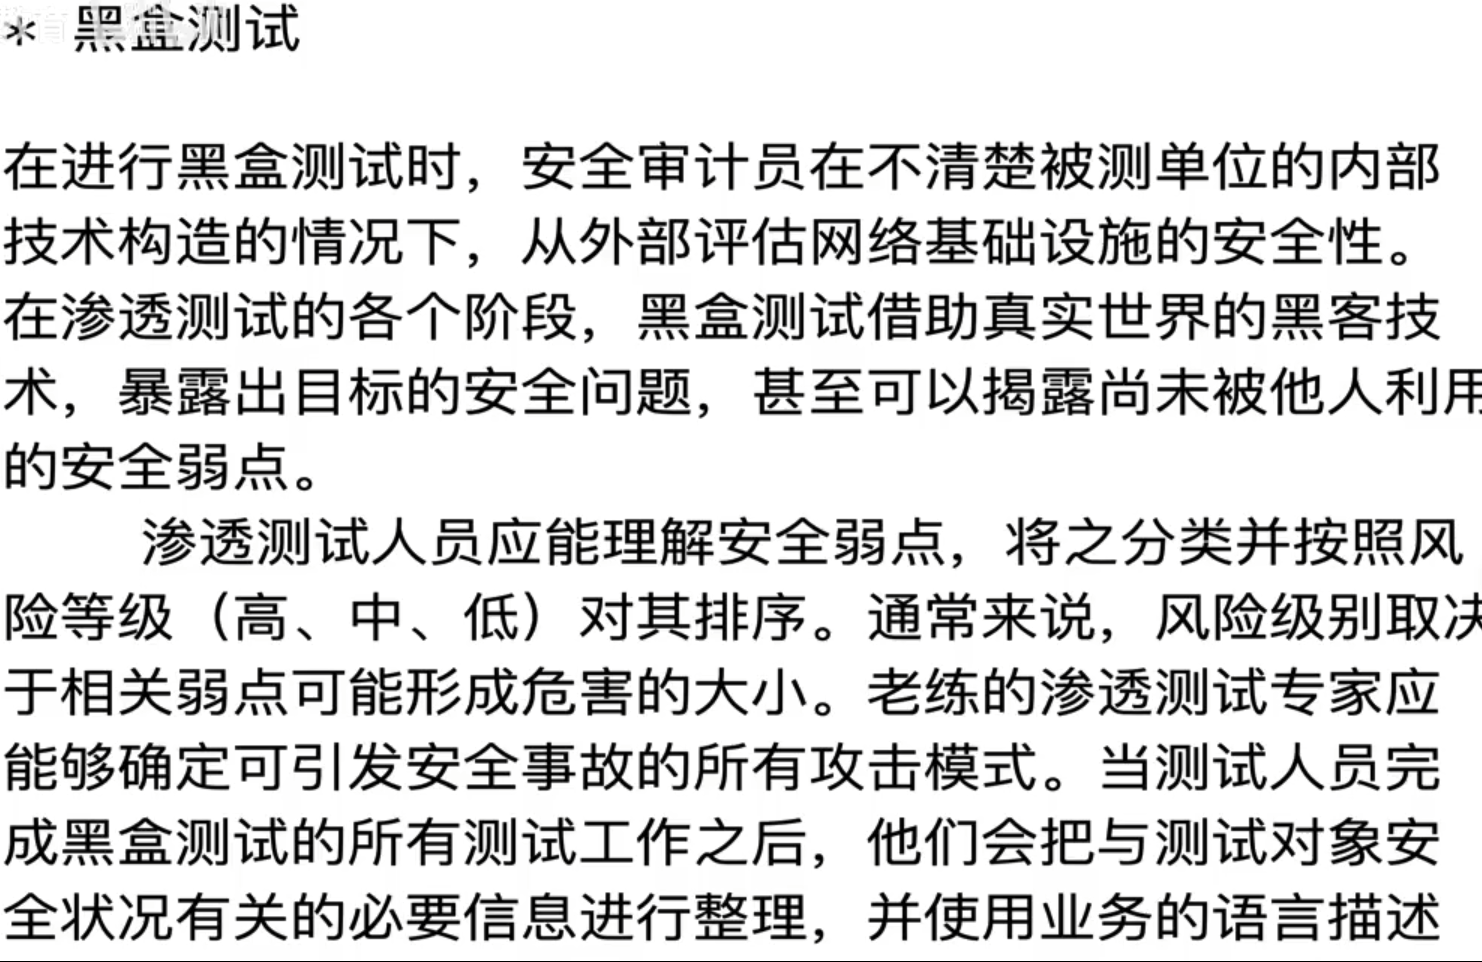 * 黑盒测试
在进行黑盒测试时，安全审计员在不清楚被测单位的内部
技术构造的情况下，从外部评估网络基础设施的安全性。
在渗透测试的各个阶段，黑盒测试借助真实世界的黑客技
术，暴露出目标的安全问题，甚至可以揭露尚未被他人利用
的安全弱点。
渗透测试人员应能理解安全弱点，将之分类并按照风
险等级（高、中、低）对其排序。通常来说，风险级别取决
于相关弱点可能形成危害的大小。老练的渗透测试专家应
能够确定可引发安全事故的所有攻击模式。当测试人员完
成黑盒测试的所有测试工作之后，他们会把与测试对象安
全状况有关的必要信息进行整理，并使用业务的语言描述